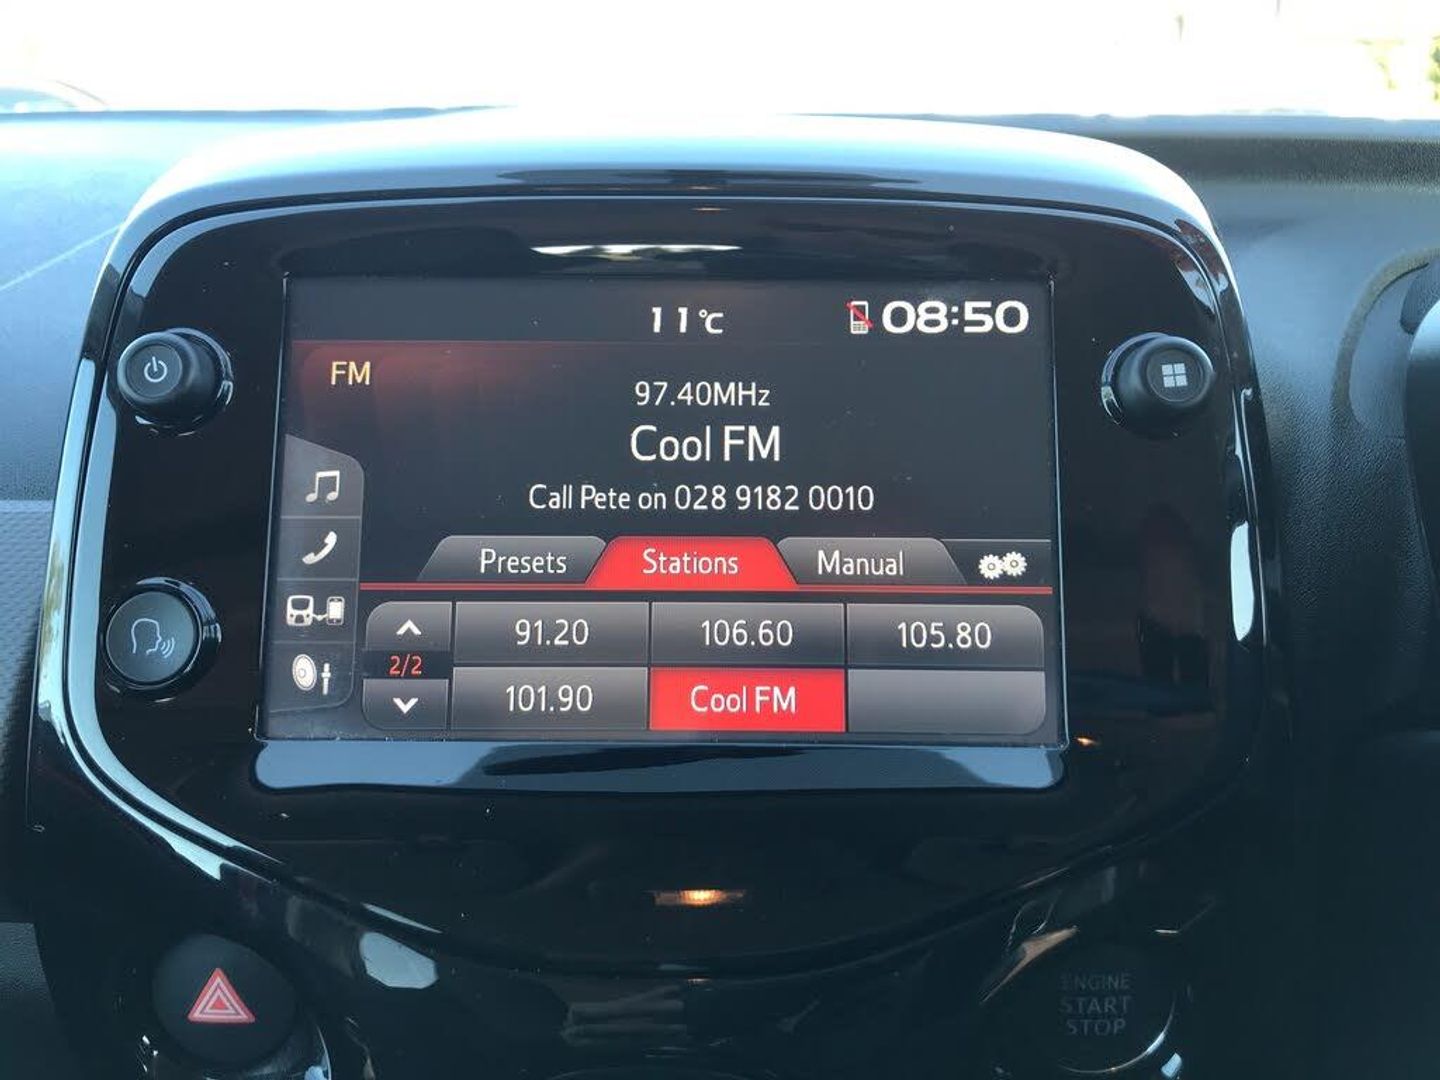 11°C 08:50
FM
97.40MHz
Cool FM
Call Pete on 028 9182 0010
Presets Stations Manual
91.20 106.60 105.80
2/2
101.90 Cool FM
ENGINE
START
STOP